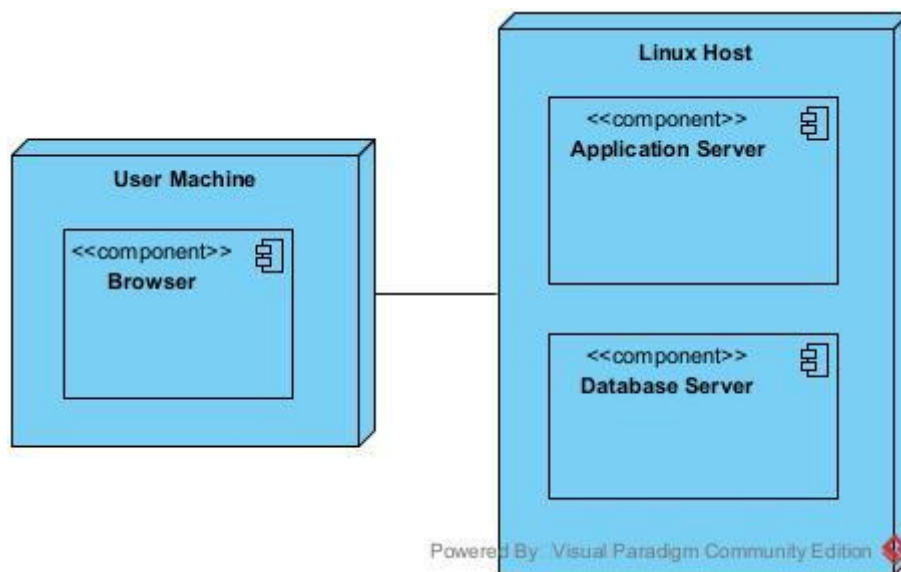 Linux Host
<<component>>
Application Server
User Machine
<<component>>
Browser
<<component>>
Database Server
Powered By Visual Paradigm Community Edition